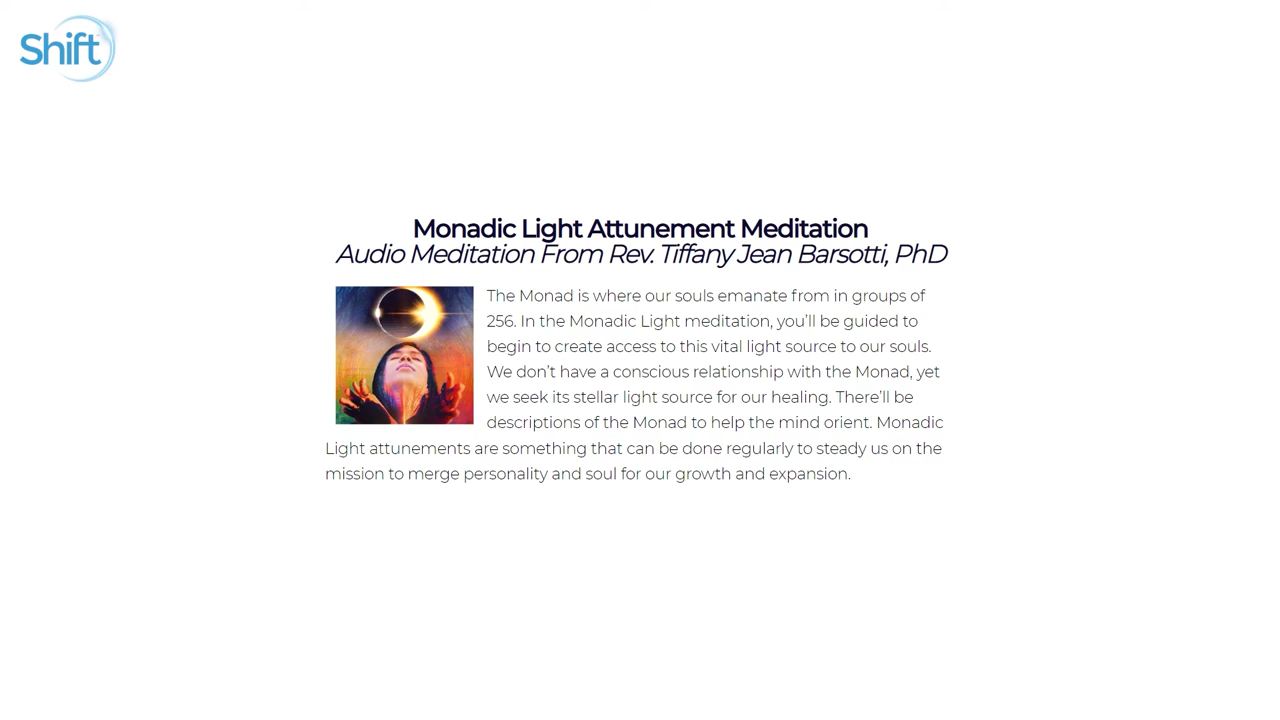 Shift
Monadic Light Attunement Meditation
Audio Meditation From Rev. Tiffany Jean Barsotti, PhD
The Monad is where our souls emanate from in groups of
256. In the Monadic Light meditation, you'll be guided to
begin to create access to this vital light source to our souls.
We don't have a conscious relationship with the Monad, yet
we seek its stellar light source for our healing. There'll be
descriptions of the Monad to help the mind orient. Monadic
Light attunements are something that can be done regularly to steady us on the
mission to merge personality and soul for our growth and expansion.